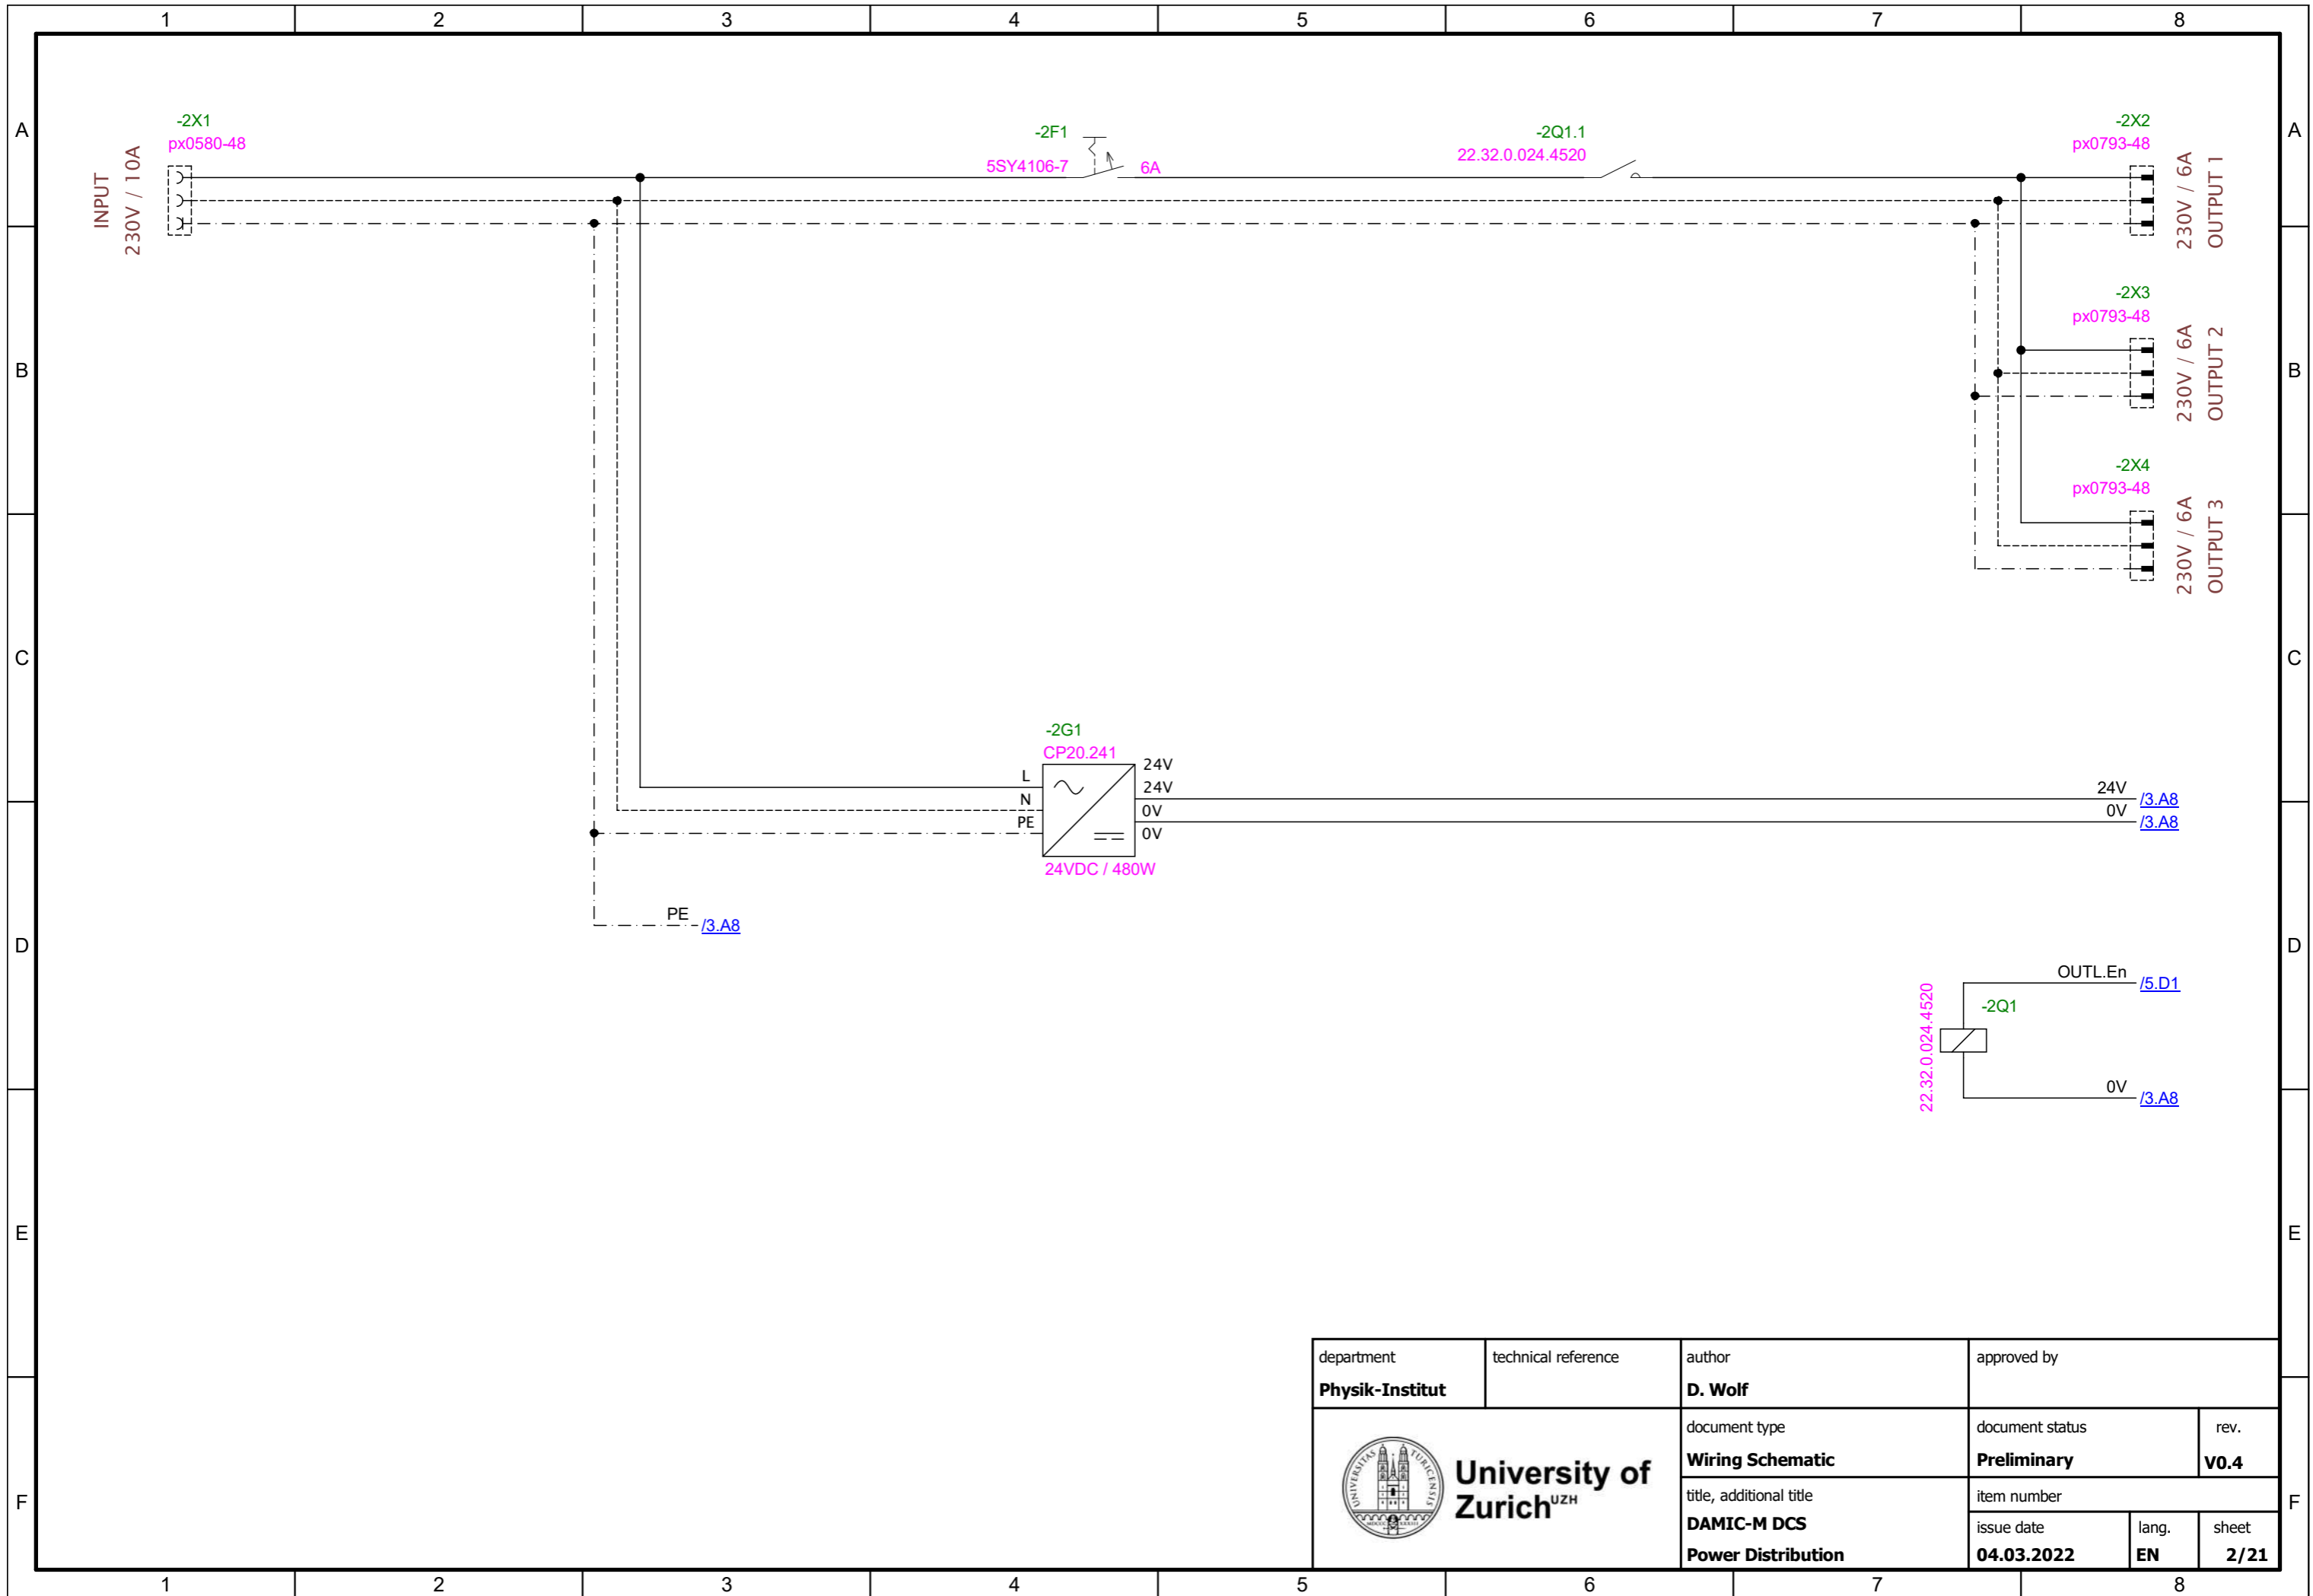 1 2 3 4 5 6 7 8
A
A
B
B
C
C
D
D
E
E
F
F
-2X1
px0580-48
INPUT
230V / 10A
-2F1
5SY4106-7
6A
-2Q1.1
22.32.0.024.4520
-2X2
px0793-48
230V / 6A
OUTPUT 1
-2X3
px0793-48
230V / 6A
OUTPUT 2
-2X4
px0793-48
230V / 6A
OUTPUT 3
-2G1
CP20.241
L
N
PE
24V
24V
0V
0V
24VDC / 480W
24V /3.A8
0V /3.A8
PE /3.A8
OUTL.En /5.D1
-2Q1
22.32.0.024.4520
0V /3.A8
department
Physik-Institut
technical reference
author
D. Wolf
approved by
UNIVERSITAS TURICENSIS
MDCCC XXXIII
University of
Zurich UZH
document type
Wiring Schematic
document status
Preliminary
rev.
V0.4
title, additional title
DAMIC-M DCS
Power Distribution
item number
issue date
04.03.2022
lang.
EN
sheet
2/21
1 2 3 4 5 6 7 8